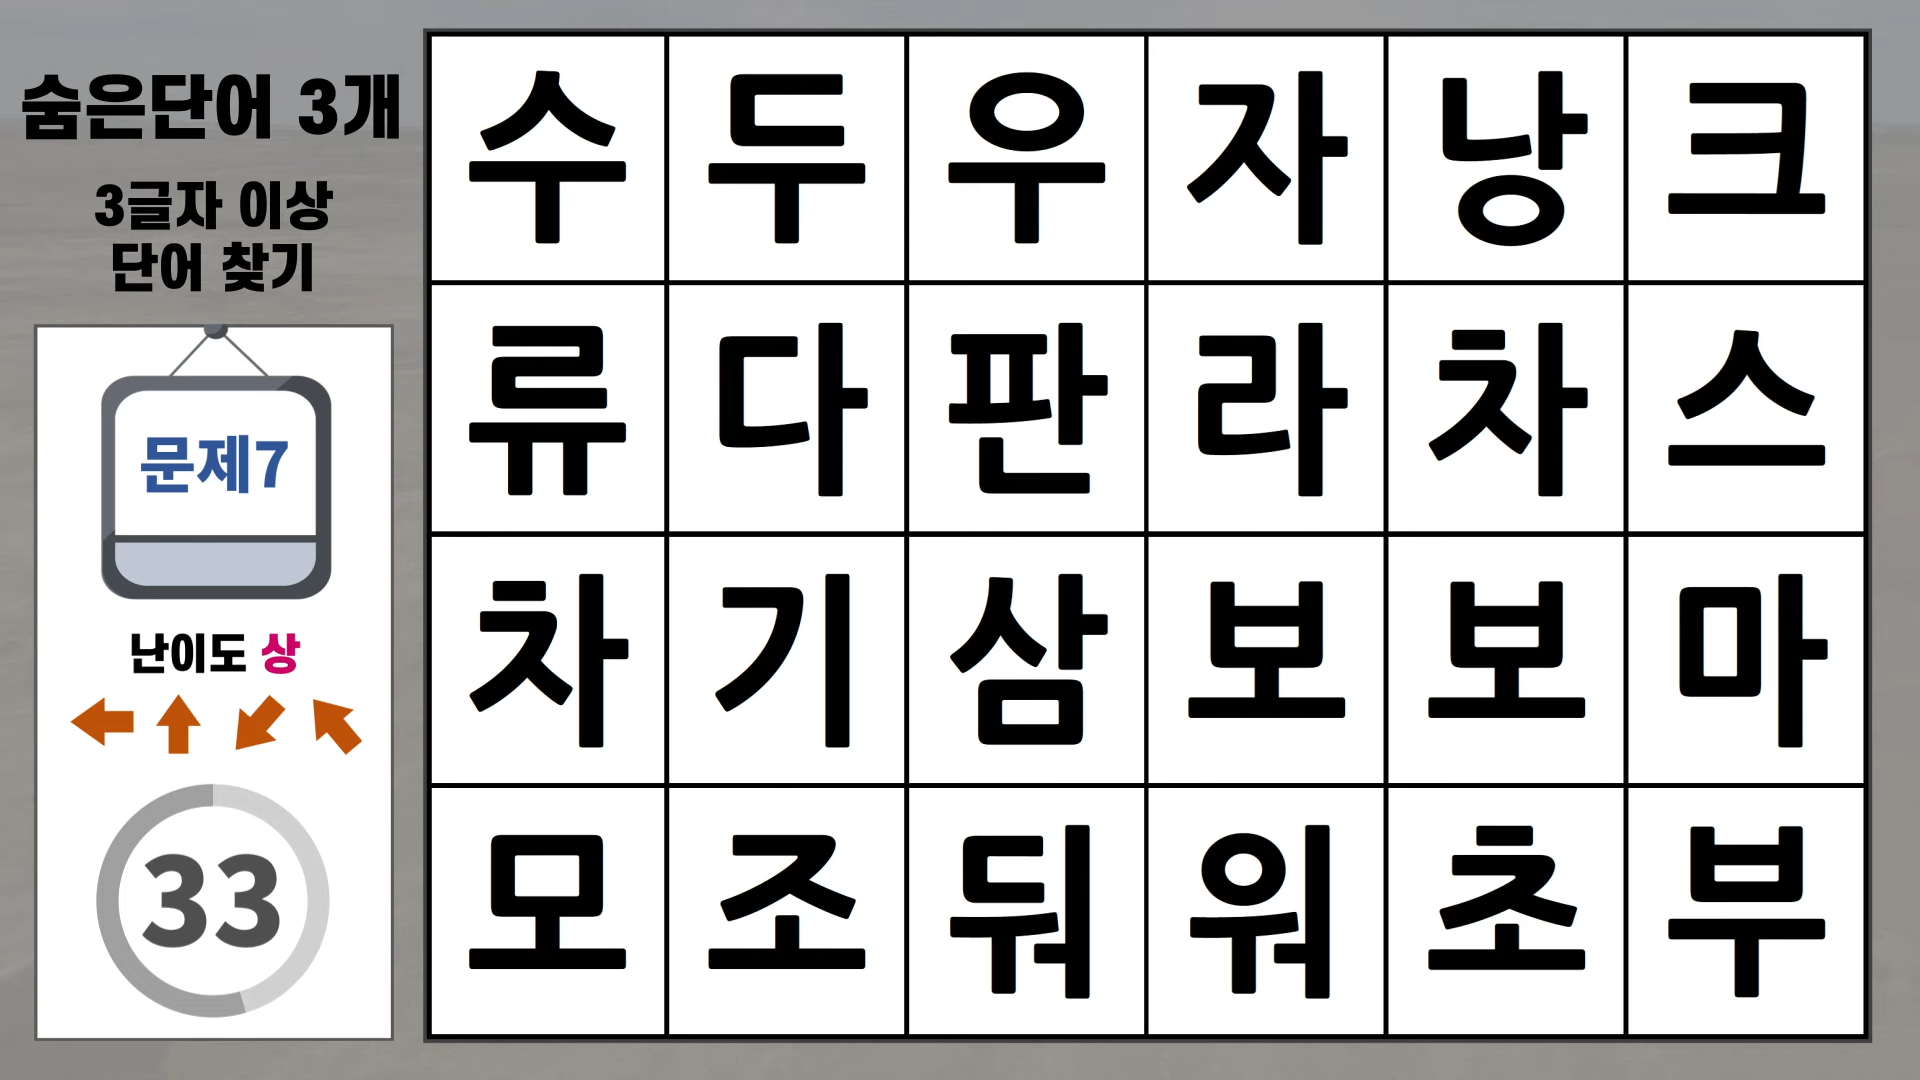 숨은단어 3개
3글자 이상
단어 찾기
문제7
난이도 상
33
수 두 우 자 낭 크
류 다 판 라 차 스
차 기 삼 보 보 마
모 조 둬 워 초 부